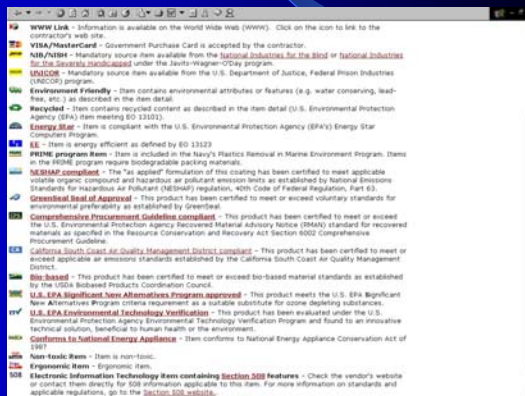 WWW Link - Information is available on the World Wide Web (WWW). Click on the icon to link to the
contractor's web site.
VISA/MasterCard - Government Purchase Card is accepted by the contractor.
NIB/NISH - Mandatory source item available from the National Industries for the Blind or National Industries
for the Severely Handicapped under the Javits-Wagner-O'Day program.
UNICOR - Mandatory source item available from the U.S. Department of Justice, Federal Prison Industries
(UNICOR) program.
Environment Friendly - Item contains environmental attributes or features (e.g. water conserving, lead-
free, etc.) as described in the item detail.
Recycled - Item contains recycled content as described in the item detail (U.S. Environmental Protection
Agency (EPA) item meeting EO 13101).
Energy Star - Item is compliant with the U.S. Environmental Protection Agency (EPA's) Energy Star
Computers Program.
EE - Item is energy efficient as defined by EO 13123
PRIME program Item - Item is included in the Navy's Plastics Removal in Marine Environment Program. Items
in the PRIME program require biodegradable packing materials.
NESHAP compliant - The "as applied" formulation of this coating has been certified to meet applicable
volatile organic compound and hazardous air pollutant emission limits as established by National Emissions
Standards for Hazardous Air Pollutant (NESHAP) regulation, 40th Code of Federal Regulation, Part 63.
GreenSeal Seal of Approval - This product has been certified to meet or exceed voluntary standards for
environmental preferability as established by GreenSeal.
Comprehensive Procurement Guideline compliant - This product has been certified to meet or exceed
the U.S. Environmental Protection Agency Recovered Material Advisory Notice (RMAN) standard for recovered
materials as specified in the Resource Conservation and Recovery Act Section 6002 Comprehensive
Procurement Guideline.
California South Coast Air Quality Management District compliant - This product has been certified to meet or
exceed applicable air emissions standards established by the California South Coast Air Quality Management
District.
Bio-based - This product has been certified to meet or exceed bio-based material standards as established
by the USDA Biobased Products Coordination Council.
U.S. EPA Significant New Alternatives Program approved - This product meets the U.S. EPA Significant
New Alternatives Program criteria requirement as a suitable substitute for ozone depleting substances.
U.S. EPA Environmental Technology Verification - This product has been evaluated under the U.S.
Environmental Protection Agency Environmental Technology Verification Program and found to an innovative
technical solution, beneficial to human health or the environment.
Conforms to National Energy Appliance - Item conforms to National Energy Appliance Conservation Act of
1987
Non-toxic item - Item is non-toxic.
Ergonomic item - Ergonomic item.
508 Electronic Information Technology item containing Section 508 features - Check the vendor's website
or contact them directly for 508 information applicable to this item. For more information on standards and
applicable regulations, go to the Section 508 website.